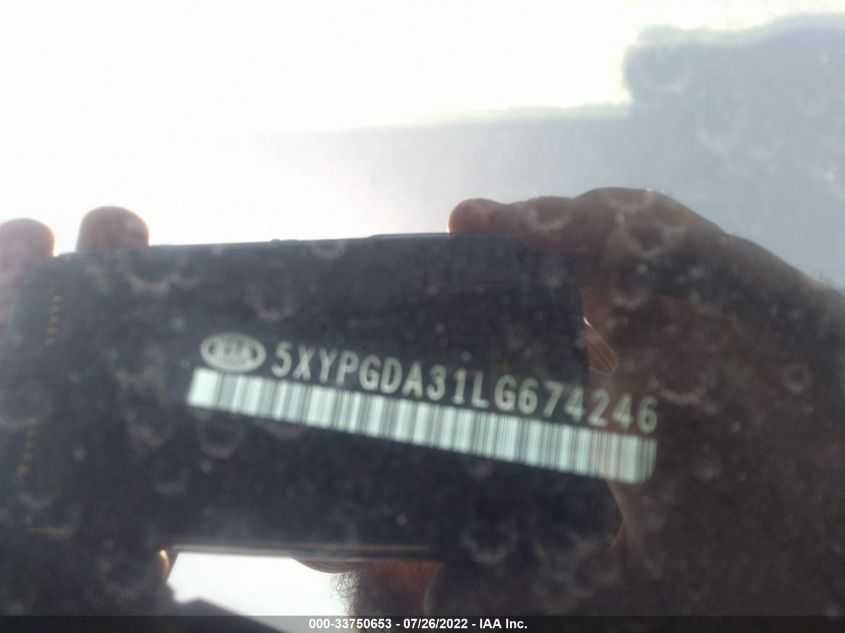 KIA 5XYPGDA31LG674246
000-33750653 - 07/26/2022 - IAA Inc.